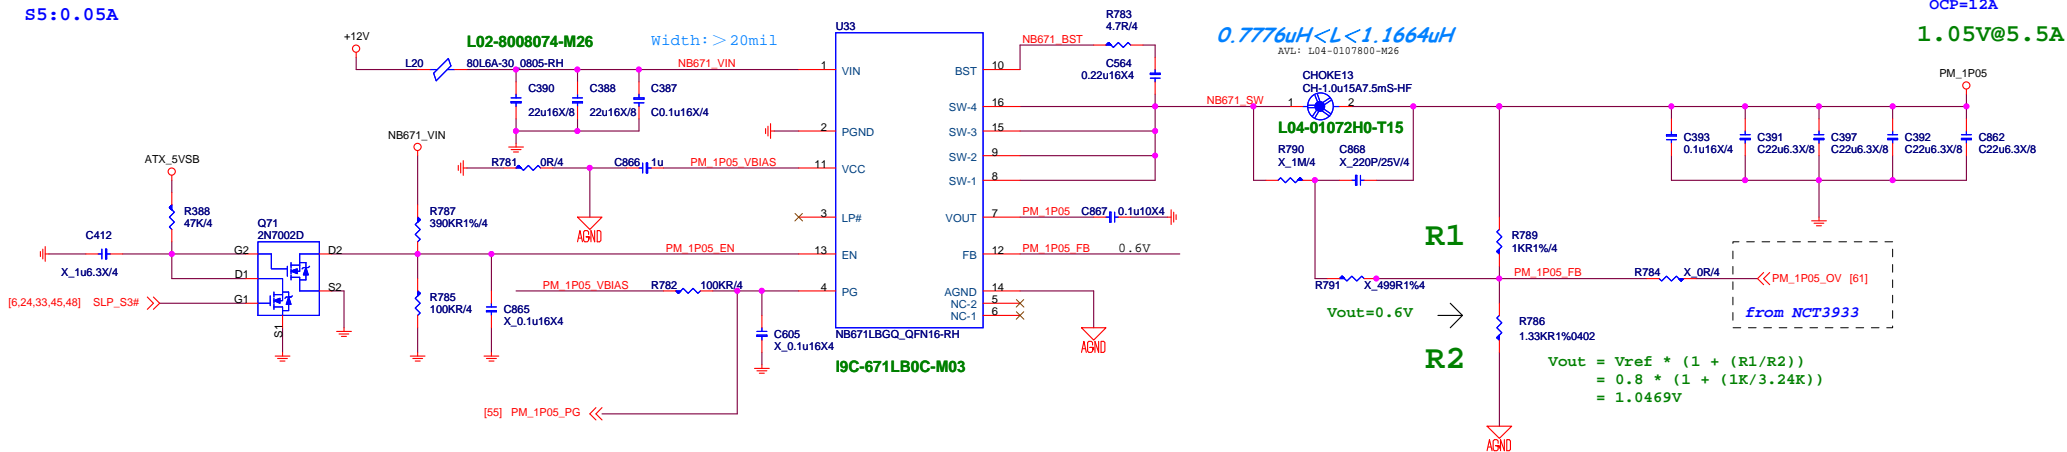 S5:0.05A
OCP=12A
1.05V@5.5A
+12V
L02-8008074-M26
Width:＞20mil
L20
80L6A-30_0805-RH
NB671_VIN
C390
22u16X/8
C388
22u16X/8
C387
C0.1u16X/4
U33
1
VIN
2
PGND
11
VCC
3
LP#
13
EN
4
PG
BST
10
SW-4
16
SW-3
15
SW-2
9
SW-1
8
VOUT
7
FB
12
AGND
14
NC-2
5
NC-1
6
NB671LBGQ_QFN16-RH
I9C-671LB0C-M03
NB671_BST
R783
4.7R/4
C564
0.22u16X4
0.7776uH<L<1.1664uH
AVL: L04-0107800-M26
NB671_SW
CHOKE13
CH-1.0u15A7.5mS-HF
1
2
L04-01072H0-T15
R790
X_1M/4
C868
X_220P/25V/4
PM_1P05
C393
0.1u16X/4
C391
C22u6.3X/8
C397
C22u6.3X/8
C392
C22u6.3X/8
C862
C22u6.3X/8
R781
0R/4
C866
1u
PM_1P05_VBIAS
AGND
NB671_VIN
ATX_5VSB
R388
47K/4
C412
X_1u6.3X/4
Q71
2N7002D
G2
D1
G1
S1
D2
S2
[6,24,33,45,48] SLP_S3#
R787
390KR1%/4
R785
100KR/4
C865
X_0.1u16X4
PM_1P05_EN
PM_1P05_VBIAS
R782
100KR/4
C605
X_0.1u16X4
[55] PM_1P05_PG
PM_1P05
C867
0.1u10X4
PM_1P05_FB
0.6V
AGND
R1
R789
1KR1%/4
R791
X_499R1%4
PM_1P05_FB
R784
X_0R/4
PM_1P05_OV [61]
from NCT3933
Vout=0.6V
R2
R786
1.33KR1%0402
AGND
Vout = Vref * (1 + (R1/R2))
= 0.8 * (1 + (1K/3.24K))
= 1.0469V